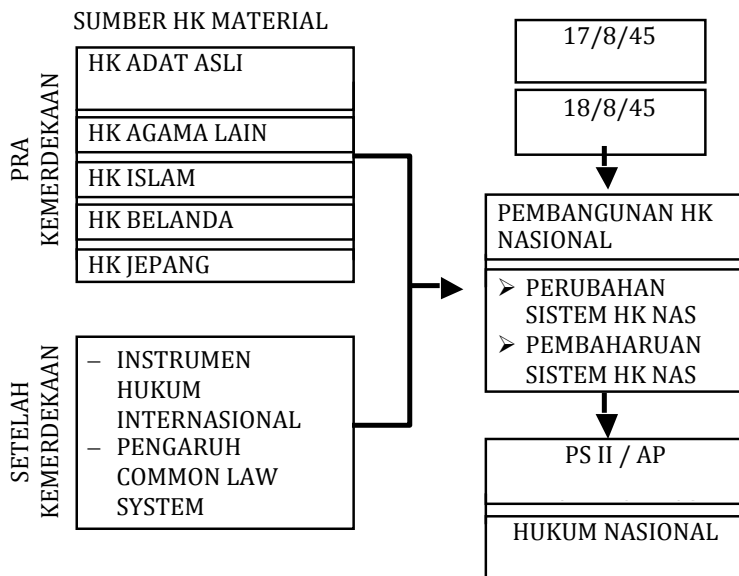 SUMBER HK MATERIAL
PRA
KEMERDEKAAN
HK ADAT ASLI
HK AGAMA LAIN
HK ISLAM
HK BELANDA
HK JEPANG
SETELAH
KEMERDEKAAN
– INSTRUMEN
HUKUM
INTERNASIONAL
– PENGARUH
COMMON LAW
SYSTEM
17/8/45
18/8/45
PEMBANGUNAN HK
NASIONAL
➢ PERUBAHAN
SISTEM HK NAS
➢ PEMBAHARUAN
SISTEM HK NAS
PS II / AP
HUKUM NASIONAL